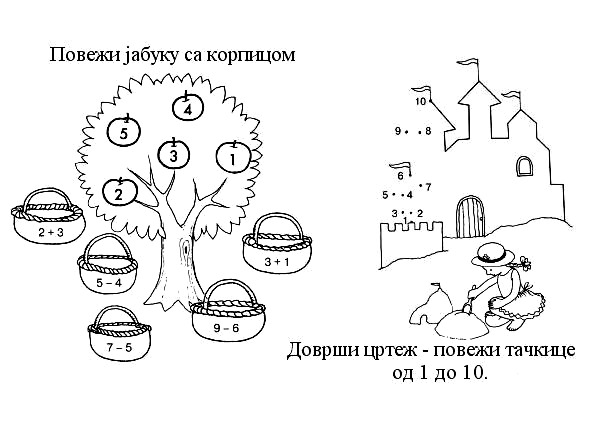 Повежи јабуку са корпицом
4
5
3
1
2
2 + 3
3 + 1
5 – 4
9 – 6
7 – 5
10
9
8
6
7
5
4
3
1
2
Доврши цртеж - повежи тачкице
од 1 до 10.